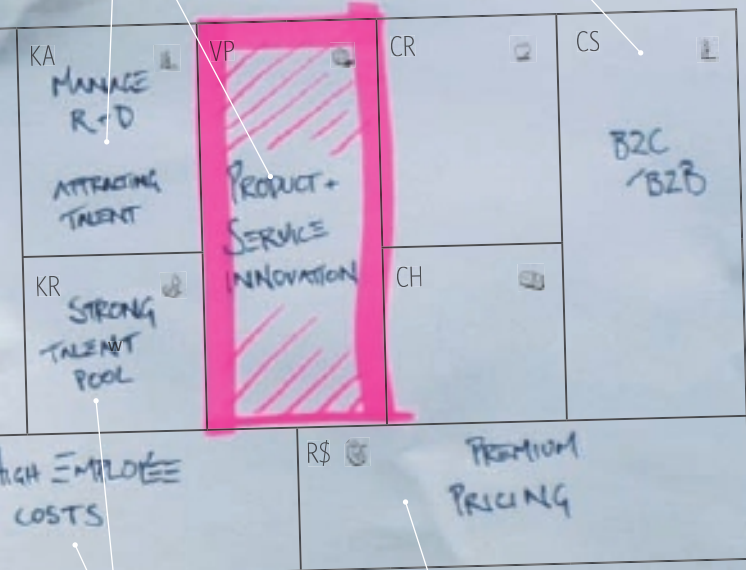 KA
MANAGE
R+D
ATTRACTING
TALENT
VP
PRODUCT+
SERVICE
INNOVATION
CR
CS
B2C
/B2B
KR
STRONG
TALENT
w
POOL
CH
HIGH EMPLOYEE
COSTS
R$
PREMIUM
PRICING